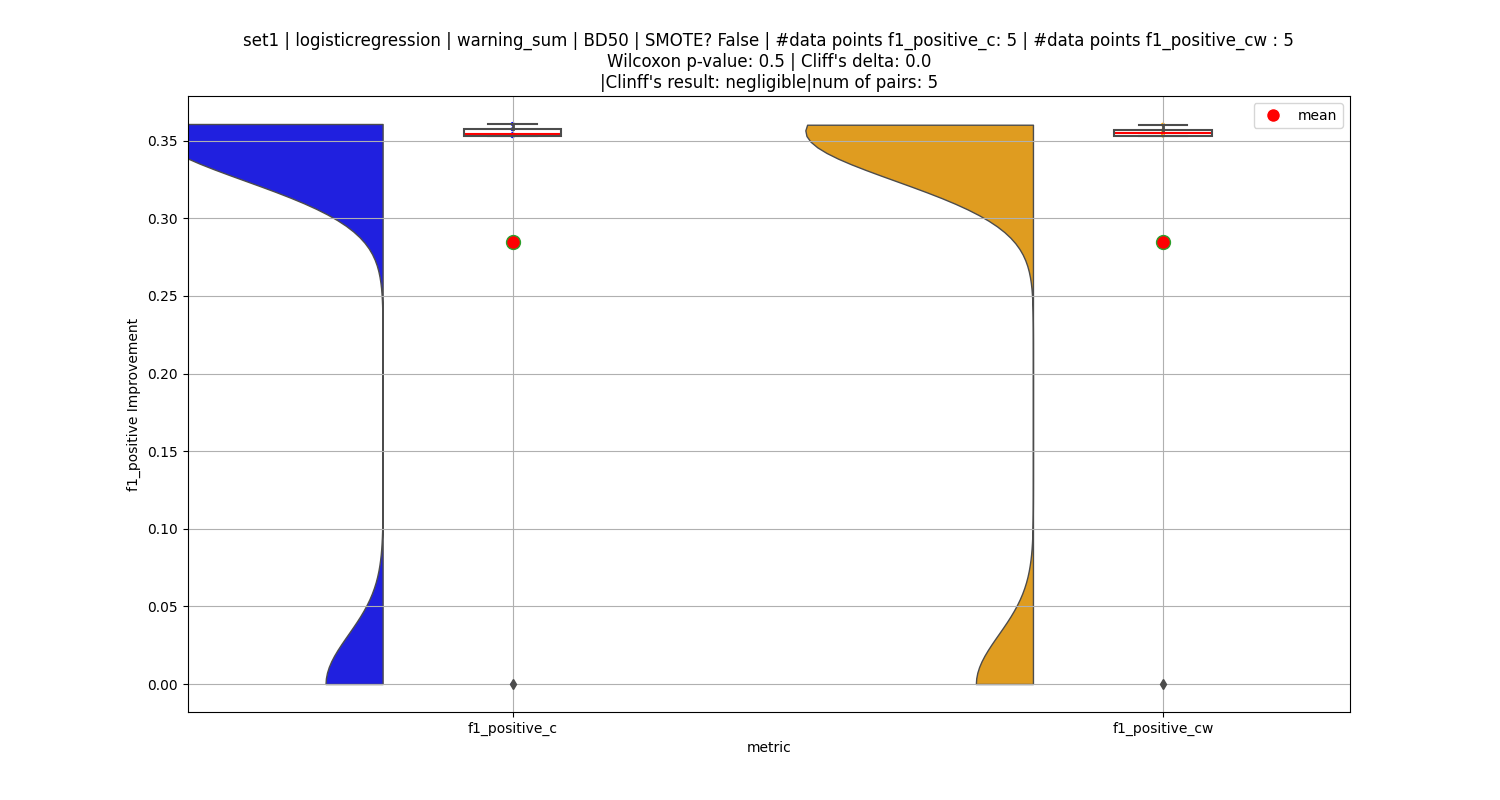 set1 | logisticregression | warning_sum | BD50 | SMOTE? False | #data points f1_positive_c: 5 | #data points f1_positive_cw : 5
Wilcoxon p-value: 0.5 | Cliff's delta: 0.0
|Clinff's result: negligible|num of pairs: 5
mean
0.35
0.30
0.25
0.20
0.15
0.10
0.05
0.00
f1_positive Improvement
f1_positive_c
f1_positive_cw
metric